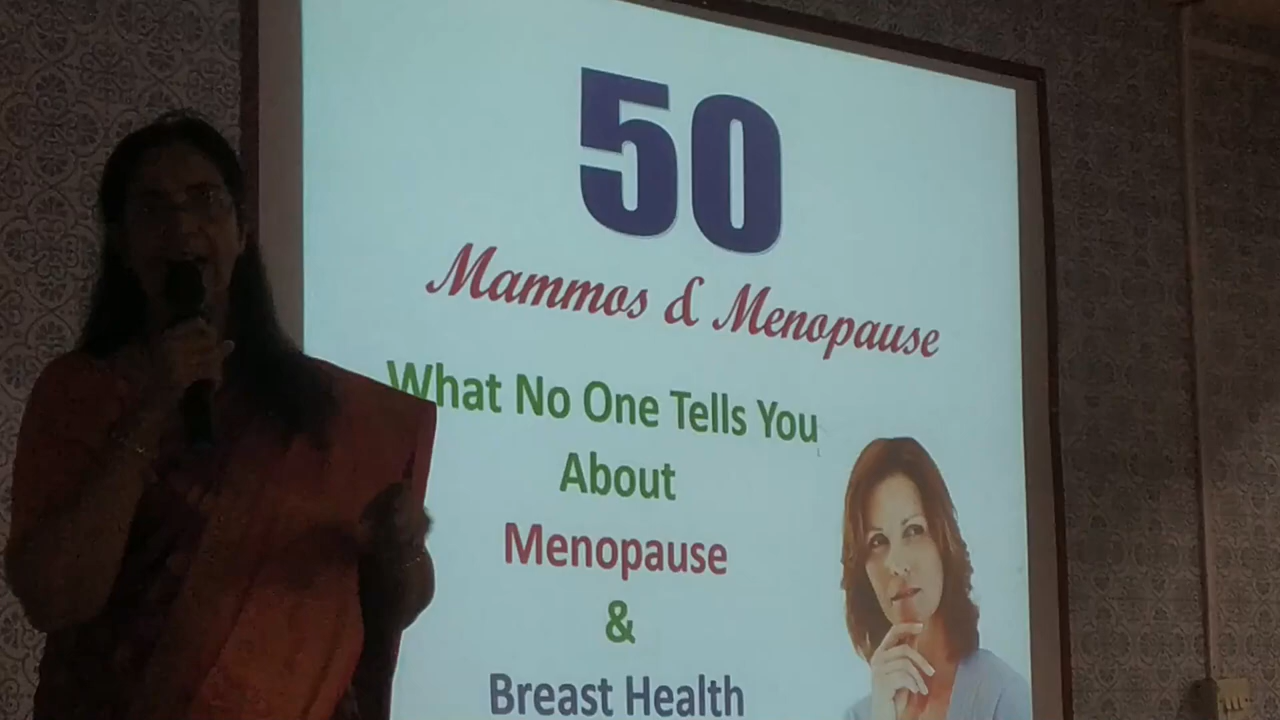 50
Mammos & Menopause
What No One Tells You
About
Menopause
&
Breast Health